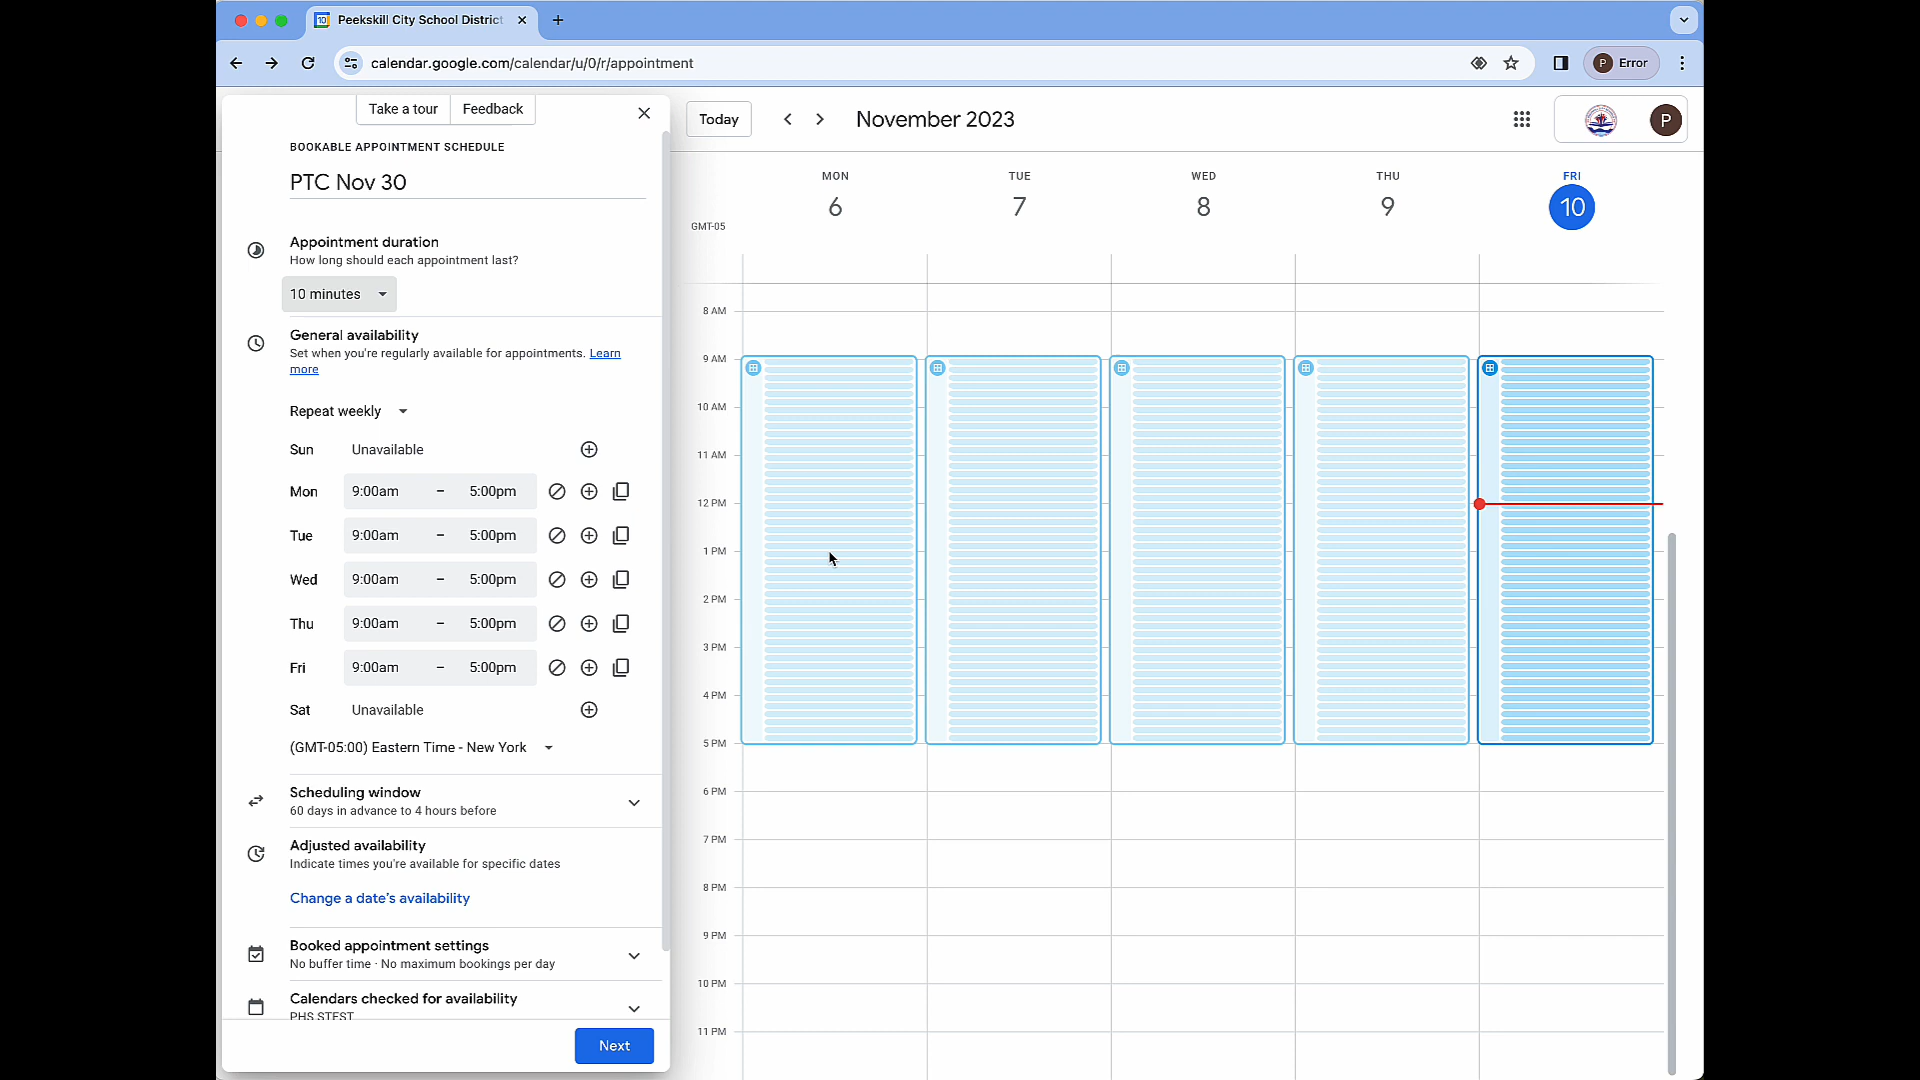 Peekskill City School District
calendar.google.com/calendar/u/0/r/appointment
P Error
Take a tour Feedback
BOOKABLE APPOINTMENT SCHEDULE
PTC Nov 30
Appointment duration
How long should each appointment last?
10 minutes
General availability
Set when you're regularly available for appointments. Learn
more
Repeat weekly
Sun Unavailable
Mon 9:00am – 5:00pm
Tue 9:00am – 5:00pm
Wed 9:00am – 5:00pm
Thu 9:00am – 5:00pm
Fri 9:00am – 5:00pm
Sat Unavailable
(GMT-05:00) Eastern Time - New York
Scheduling window
60 days in advance to 4 hours before
Adjusted availability
Indicate times you're available for specific dates
Change a date's availability
Booked appointment settings
No buffer time · No maximum bookings per day
Calendars checked for availability
PHS STEST
Next
Today November 2023
P
MON TUE WED THU FRI
6 7 8 9 10
GMT-05
8 AM
9 AM
10 AM
11 AM
12 PM
1 PM
2 PM
3 PM
4 PM
5 PM
6 PM
7 PM
8 PM
9 PM
10 PM
11 PM